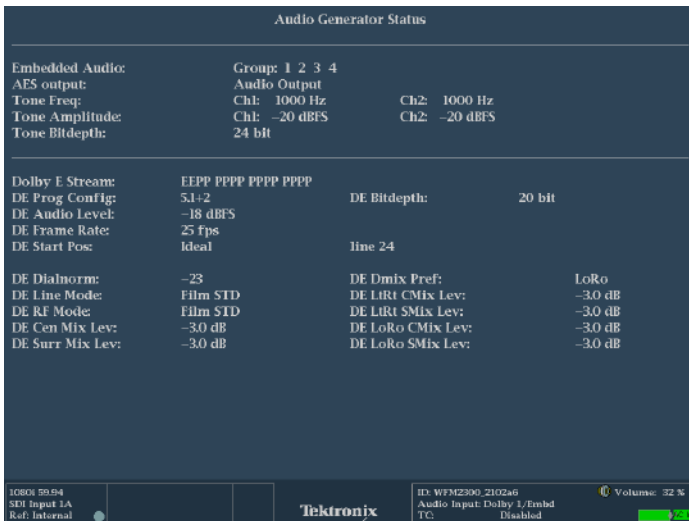 Audio Generator Status
Embedded Audio: Group: 1 2 3 4
AES output: Audio Output
Tone Freq: Ch1: 1000 Hz Ch2: 1000 Hz
Tone Amplitude: Ch1: -20 dBFS Ch2: -20 dBFS
Tone Bitdepth: 24 bit
Dolby E Stream: EEPP PPPP PPPP PPPP
DE Prog Config: 5.1+2 DE Bitdepth: 20 bit
DE Audio Level: -18 dBFS
DE Frame Rate: 25 fps
DE Start Pos: Ideal line 24
DE Dialnorm: -23 DE Dmix Pref: LoRo
DE Line Mode: Film STD DE LtRt CMix Lev: -3.0 dB
DE RF Mode: Film STD DE LtRt SMix Lev: -3.0 dB
DE Cen Mix Lev: -3.0 dB DE LoRo CMix Lev: -3.0 dB
DE Surr Mix Lev: -3.0 dB DE LoRo SMix Lev: -3.0 dB
1080i 59.94
SDI Input 1A
Ref: Internal
Tektronix
ID: WFM2300_2102a6
Audio Input: Dolby 1/Embd
TC: Disabled
Volume: 32 %